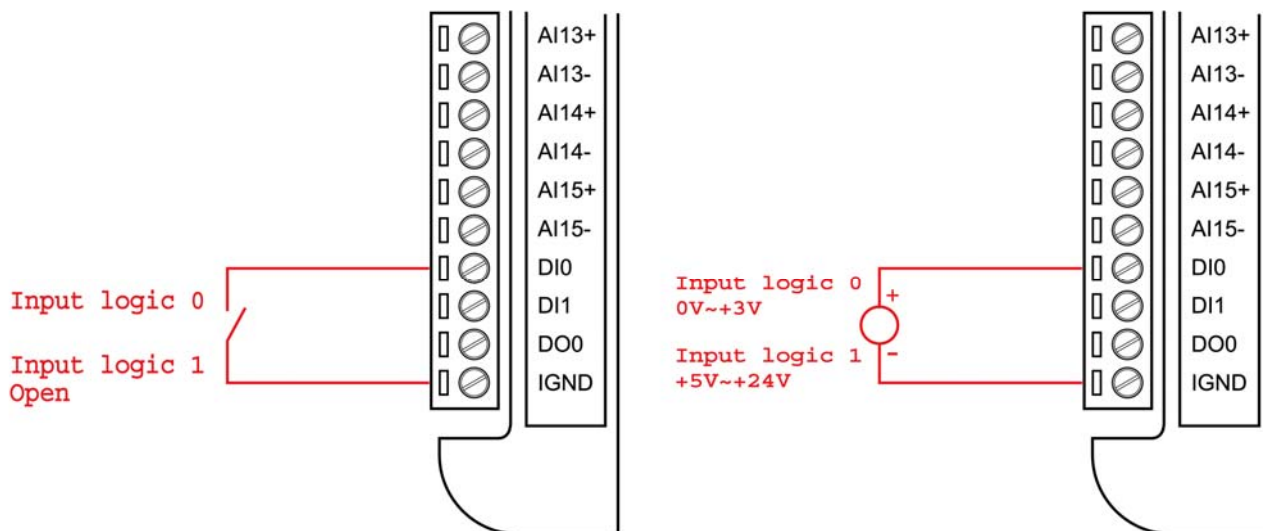 AI13+
AI13-
AI14+
AI14-
AI15+
AI15-
DI0
DI1
DO0
IGND
Input logic 0
Input logic 1
Open
AI13+
AI13-
AI14+
AI14-
AI15+
AI15-
DI0
DI1
DO0
IGND
Input logic 0
0V~+3V
+
-
Input logic 1
+5V~+24V